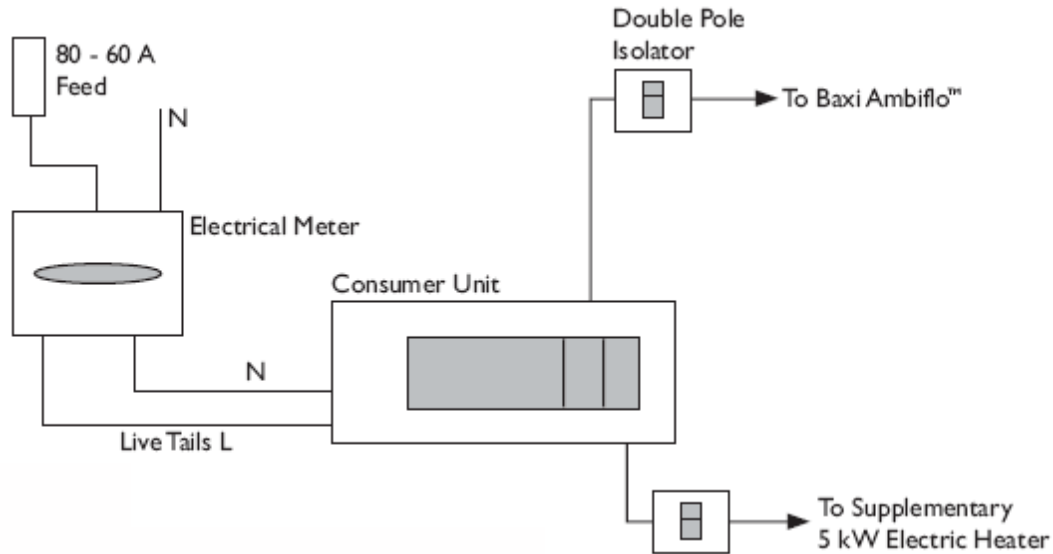 Double Pole
Isolator
80 - 60 A
Feed
N
To Baxi Ambiflo™
Electrical Meter
Consumer Unit
N
Live Tails L
To Supplementary
5 kW Electric Heater